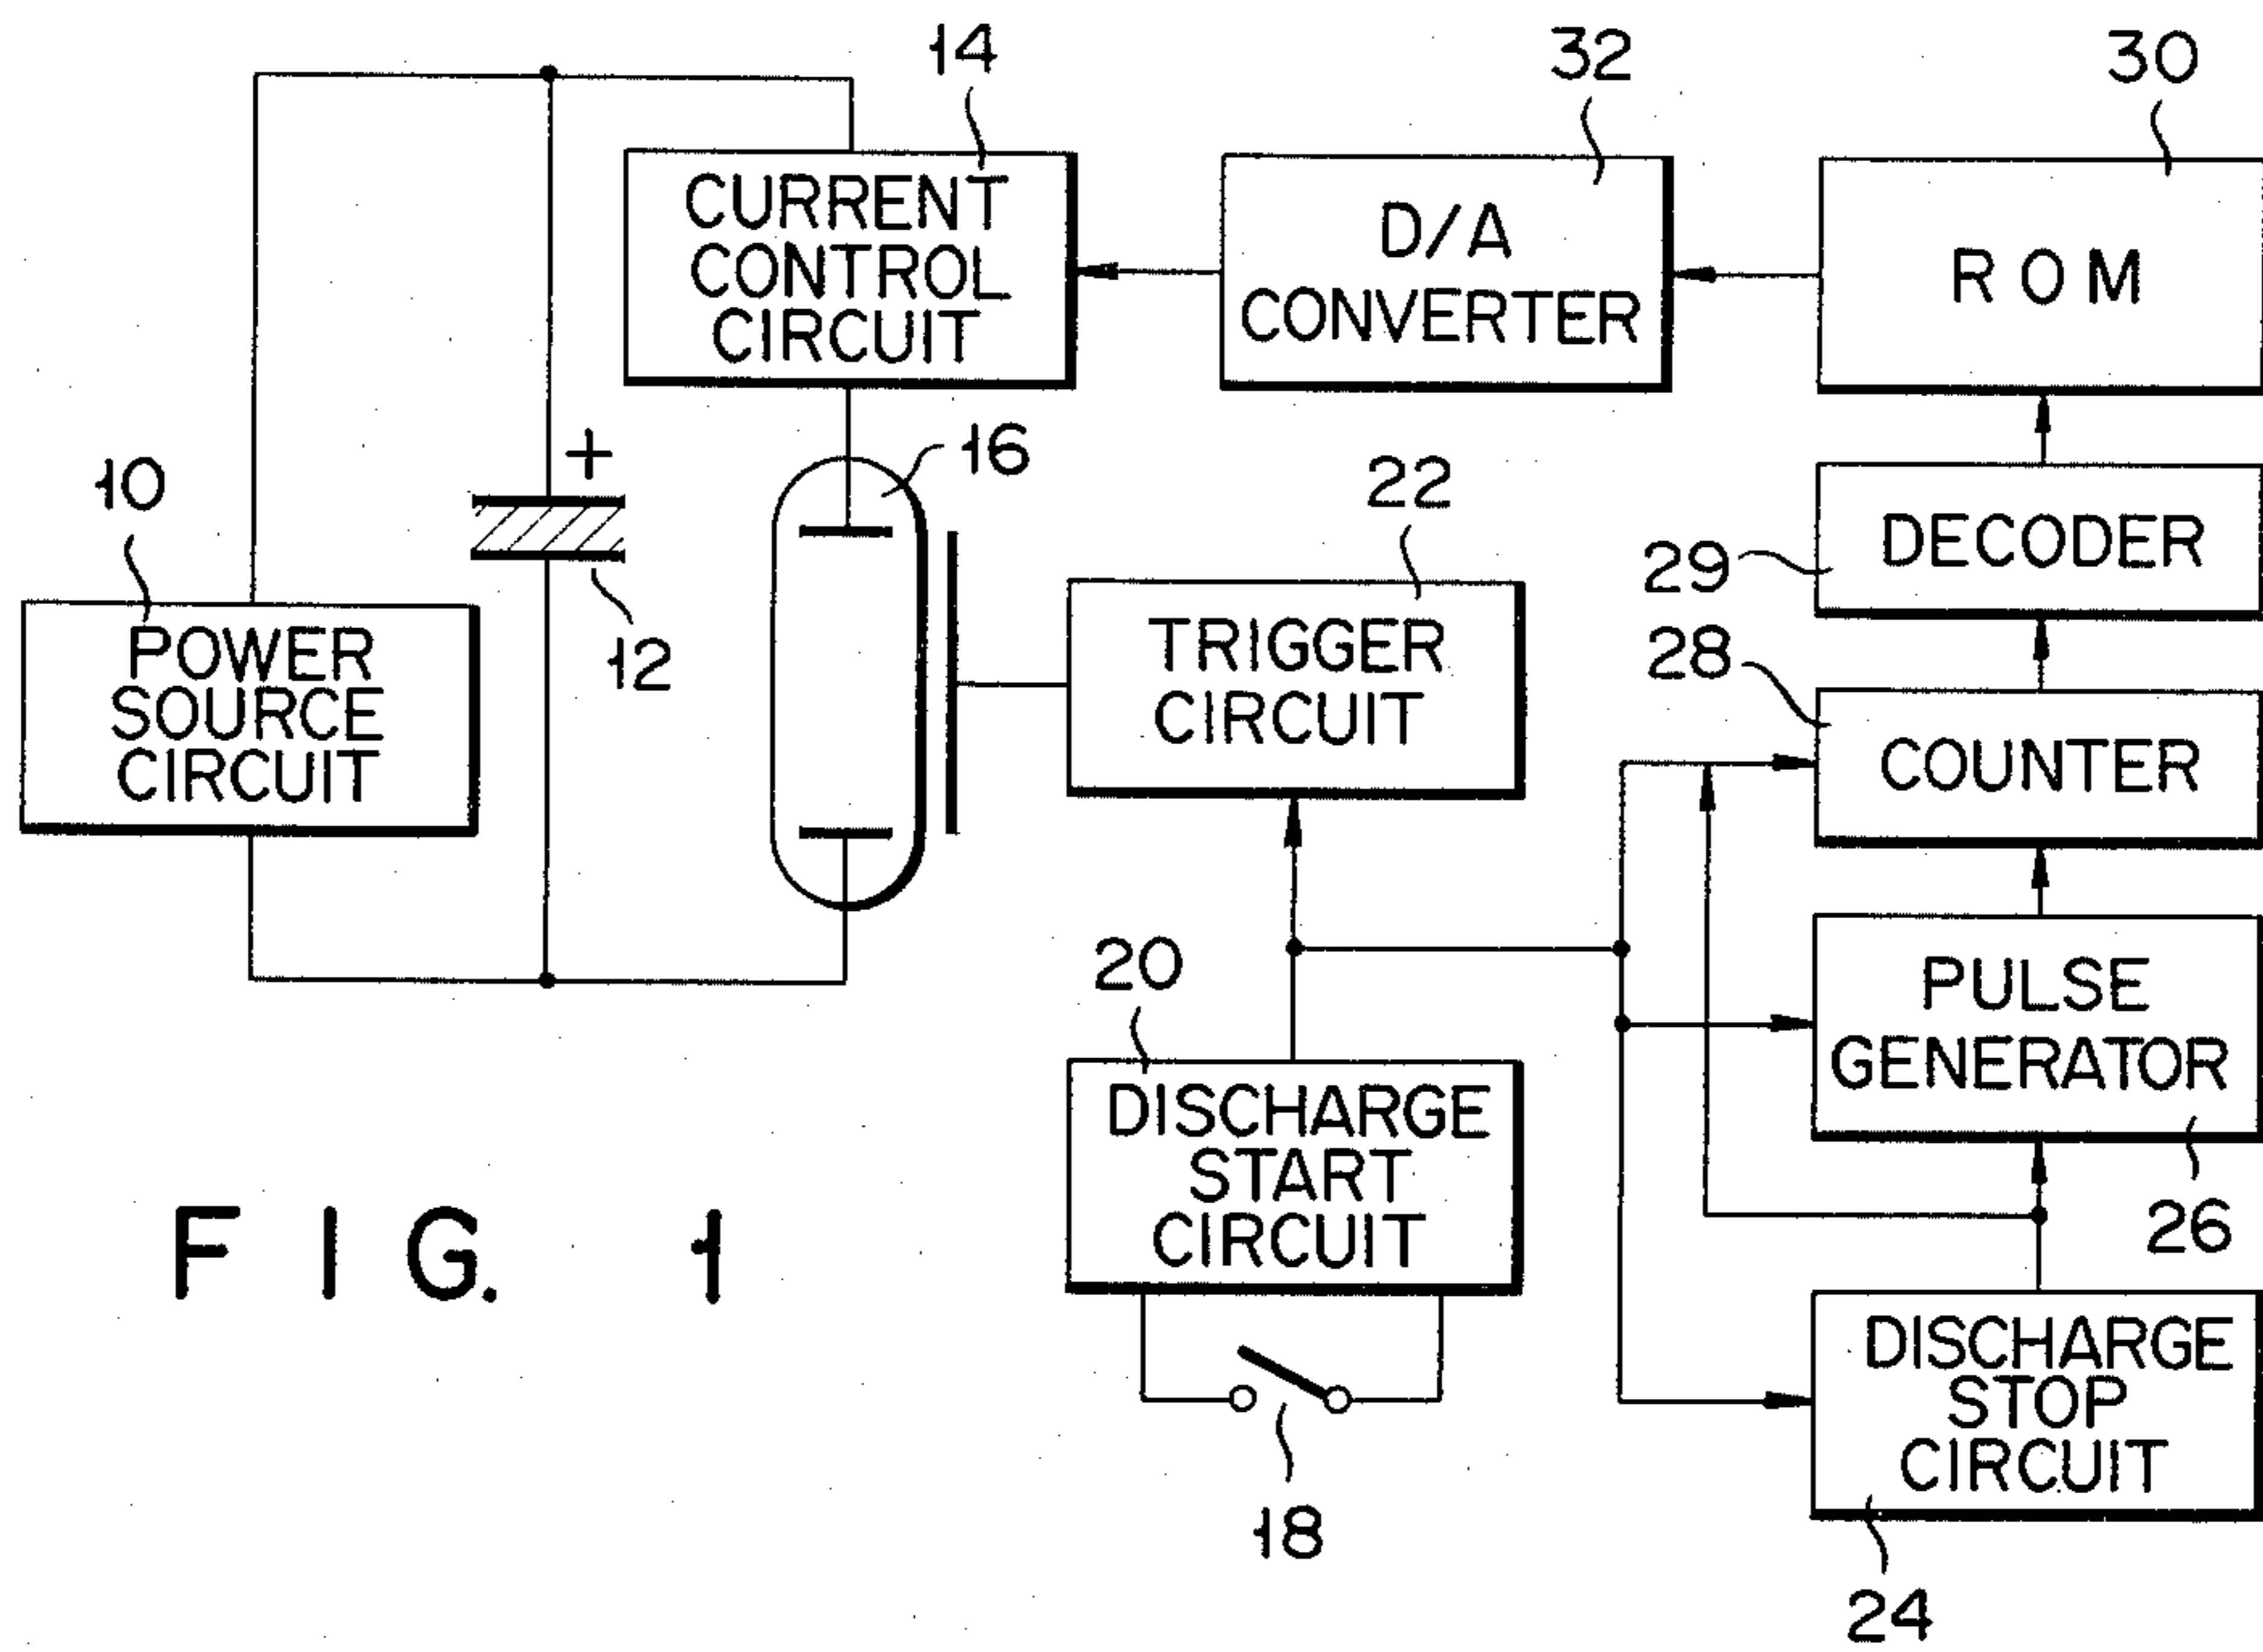 14
32
30
CURRENT
CONTROL
CIRCUIT
D/A
CONVERTER
ROM
+
16
10
22
29
DECODER
12
28
POWER
SOURCE
CIRCUIT
TRIGGER
CIRCUIT
COUNTER
20
PULSE
GENERATOR
26
DISCHARGE
START
CIRCUIT
FIG. 1
DISCHARGE
STOP
CIRCUIT
18
24